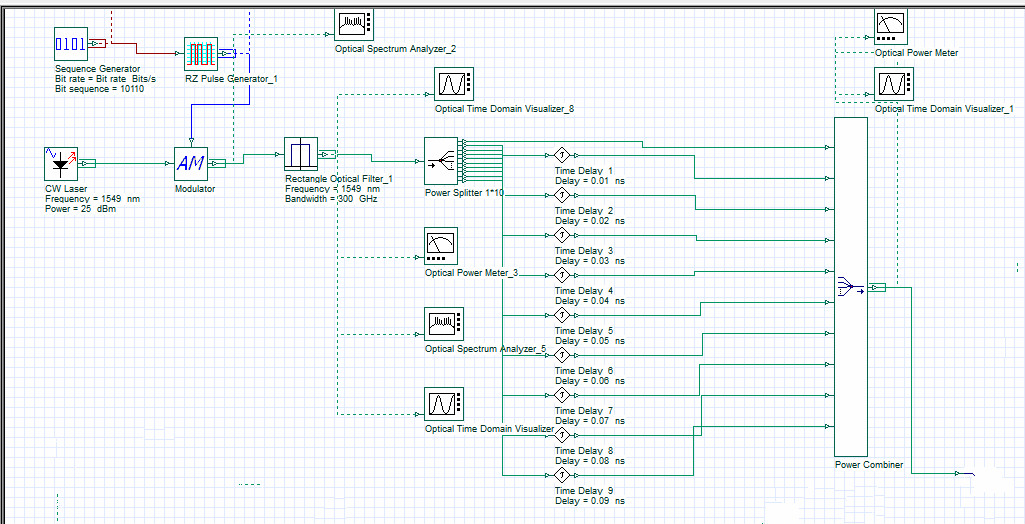 Optical Spectrum Analyzer_2
Optical Power Meter
0101
Sequence Generator
Bit rate = Bit rate Bits/s
Bit sequence = 10110
RZ Pulse Generator_1
Optical Time Domain Visualizer_8
Optical Time Domain Visualizer_1
AM
CW Laser
Frequency = 1549 nm
Power = 25 dBm
Modulator
Rectangle Optical Filter_1
Frequency = 1549 nm
Bandwidth = 300 GHz
Power Splitter 1*10
Time Delay 1
Delay = 0.01 ns
Time Delay 2
Delay = 0.02 ns
Time Delay 3
Delay = 0.03 ns
Optical Power Meter_3
Time Delay 4
Delay = 0.04 ns
Time Delay 5
Delay = 0.05 ns
Optical Spectrum Analyzer_5
Time Delay 6
Delay = 0.06 ns
Time Delay 7
Delay = 0.07 ns
Optical Time Domain Visualizer
Time Delay 8
Delay = 0.08 ns
Time Delay 9
Delay = 0.09 ns
Power Combiner